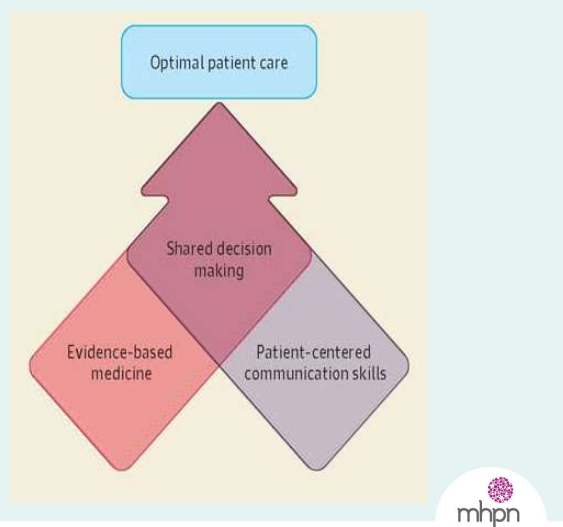 Optimal patient care
Shared decision
making
Evidence-based
medicine
Patient-centered
communication skills
mhpn